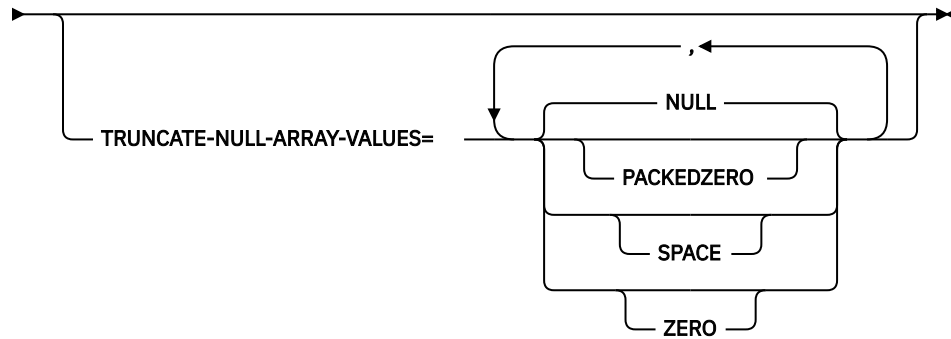 ,
NULL
TRUNCATE-NULL-ARRAY-VALUES=
PACKEDZERO
SPACE
ZERO